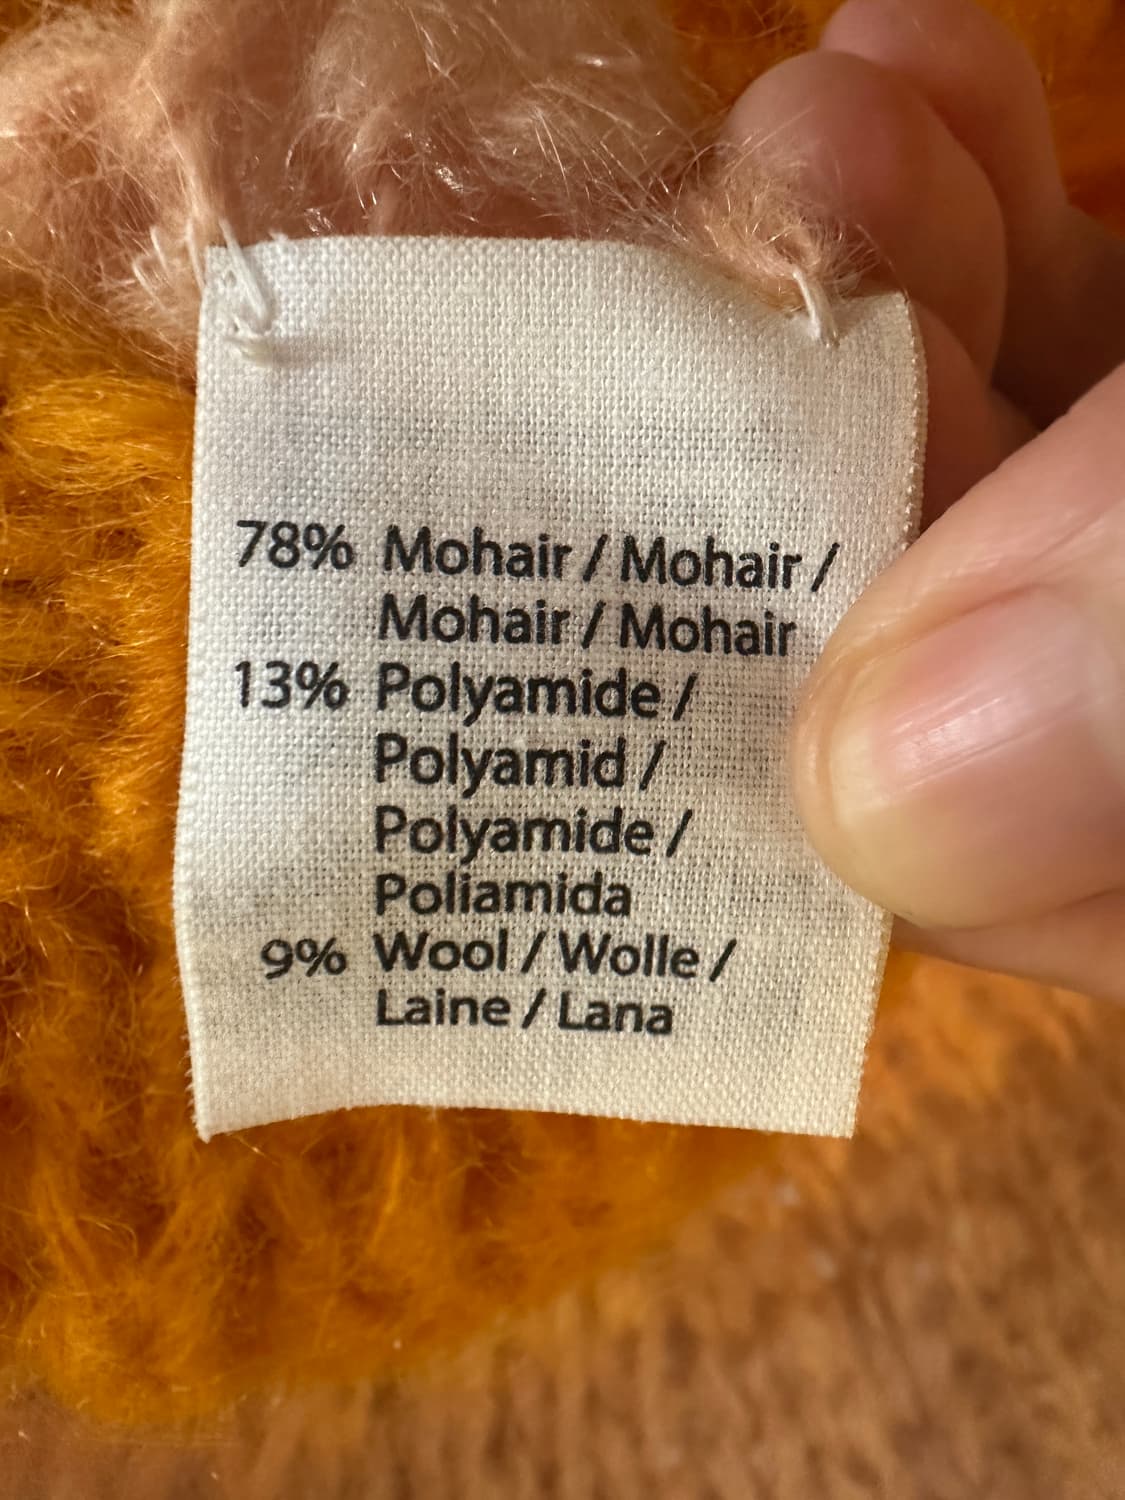 78% Mohair / Mohair /
Mohair / Mohair
13% Polyamide /
Polyamid /
Polyamide /
Poliamida
9% Wool / Wolle /
Laine / Lana